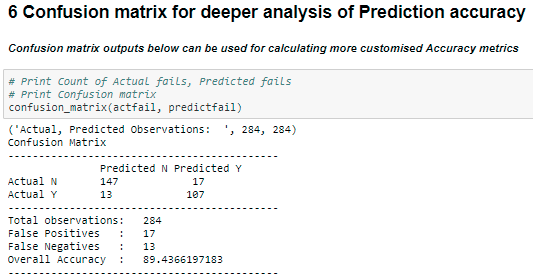 6 Confusion matrix for deeper analysis of Prediction accuracy
Confusion matrix outputs below can be used for calculating more customised Accuracy metrics
# Print Count of Actual fails, Predicted fails
# Print Confusion matrix
confusion_matrix(actfail, predictfail)
('Actual, Predicted Observations:  ', 284, 284)
Confusion Matrix
--------------------------------------------
Predicted N Predicted Y
Actual N 147 17
Actual Y 13 107
--------------------------------------------
Total observations: 284
False Positives : 17
False Negatives : 13
Overall Accuracy : 89.4366197183
--------------------------------------------